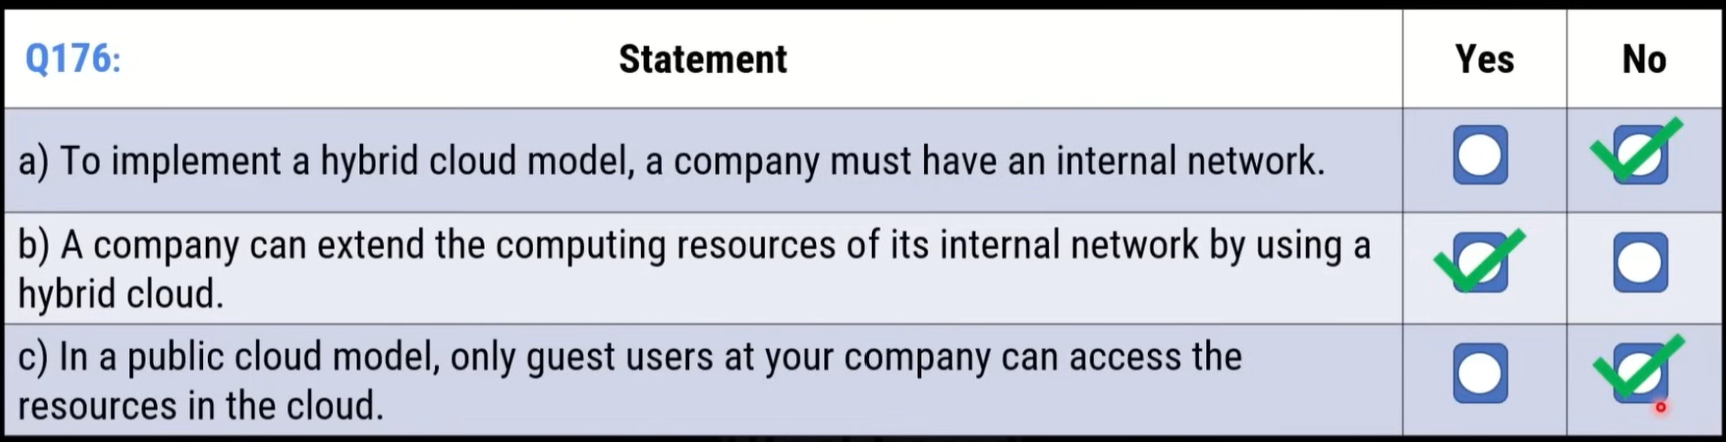 Q176: Statement Yes No
a) To implement a hybrid cloud model, a company must have an internal network.
b) A company can extend the computing resources of its internal network by using a
hybrid cloud.
c) In a public cloud model, only guest users at your company can access the
resources in the cloud.